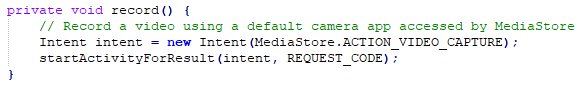 private void record() {
    // Record a video using a default camera app accessed by MediaStore
    Intent intent = new Intent(MediaStore.ACTION_VIDEO_CAPTURE);
    startActivityForResult(intent, REQUEST_CODE);
}